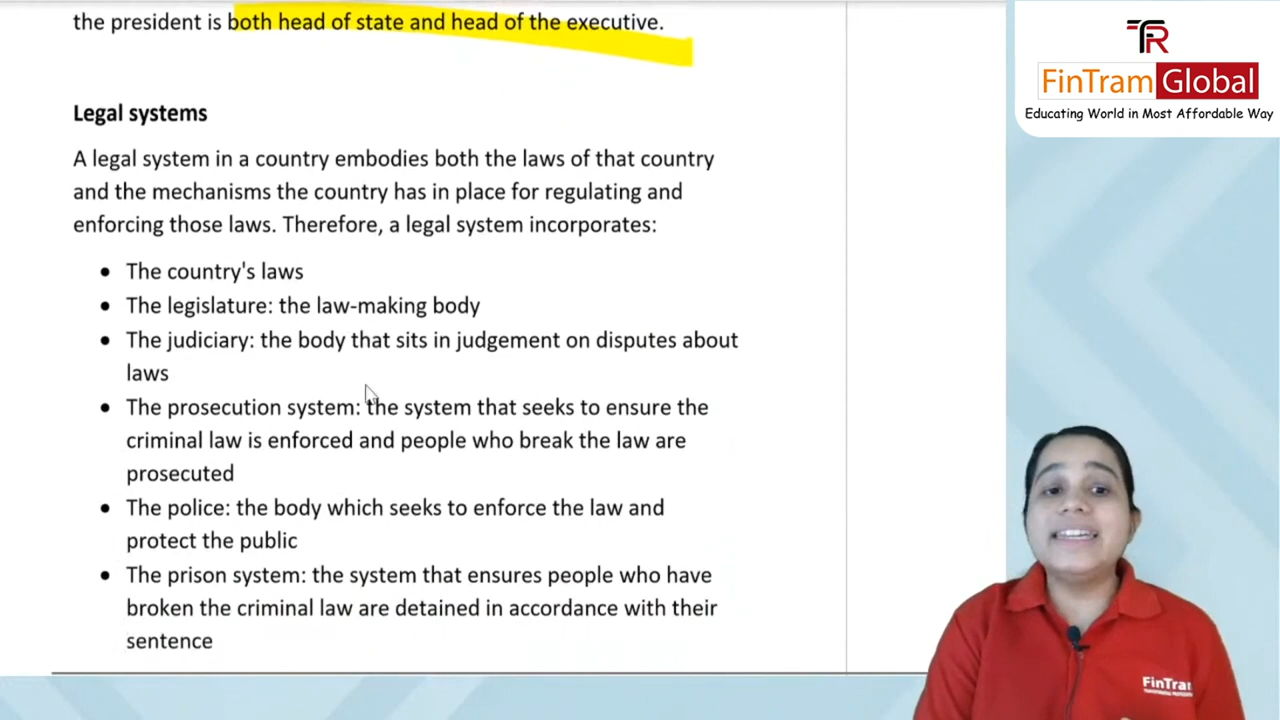 the president is both head of state and head of the executive.
Legal systems
A legal system in a country embodies both the laws of that country
and the mechanisms the country has in place for regulating and
enforcing those laws. Therefore, a legal system incorporates:
• The country's laws
• The legislature: the law-making body
• The judiciary: the body that sits in judgement on disputes about
laws
• The prosecution system: the system that seeks to ensure the
criminal law is enforced and people who break the law are
prosecuted
• The police: the body which seeks to enforce the law and
protect the public
• The prison system: the system that ensures people who have
broken the criminal law are detained in accordance with their
sentence
TR
FinTram Global
Educating World in Most Affordable Way
FinTra